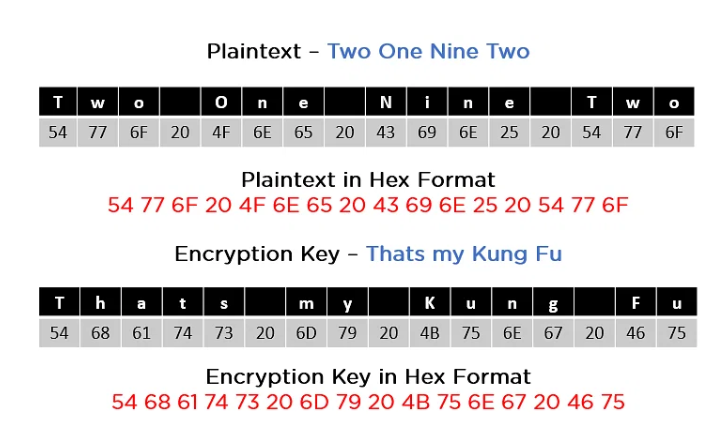 Plaintext – Two One Nine Two
T w o O n e N i n e T w o
54 77 6F 20 4F 6E 65 20 43 69 6E 25 20 54 77 6F
Plaintext in Hex Format
54 77 6F 20 4F 6E 65 20 43 69 6E 25 20 54 77 6F
Encryption Key – Thats my Kung Fu
T h a t s m y K u n g F u
54 68 61 74 73 20 6D 79 20 4B 75 6E 67 20 46 75
Encryption Key in Hex Format
54 68 61 74 73 20 6D 79 20 4B 75 6E 67 20 46 75